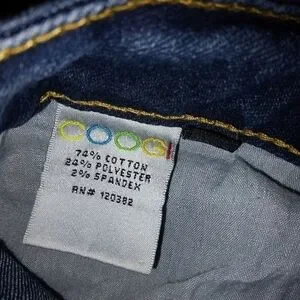 COOGI
74% COTTON
24% POLYESTER
2% SPANDEX
RN# 120382